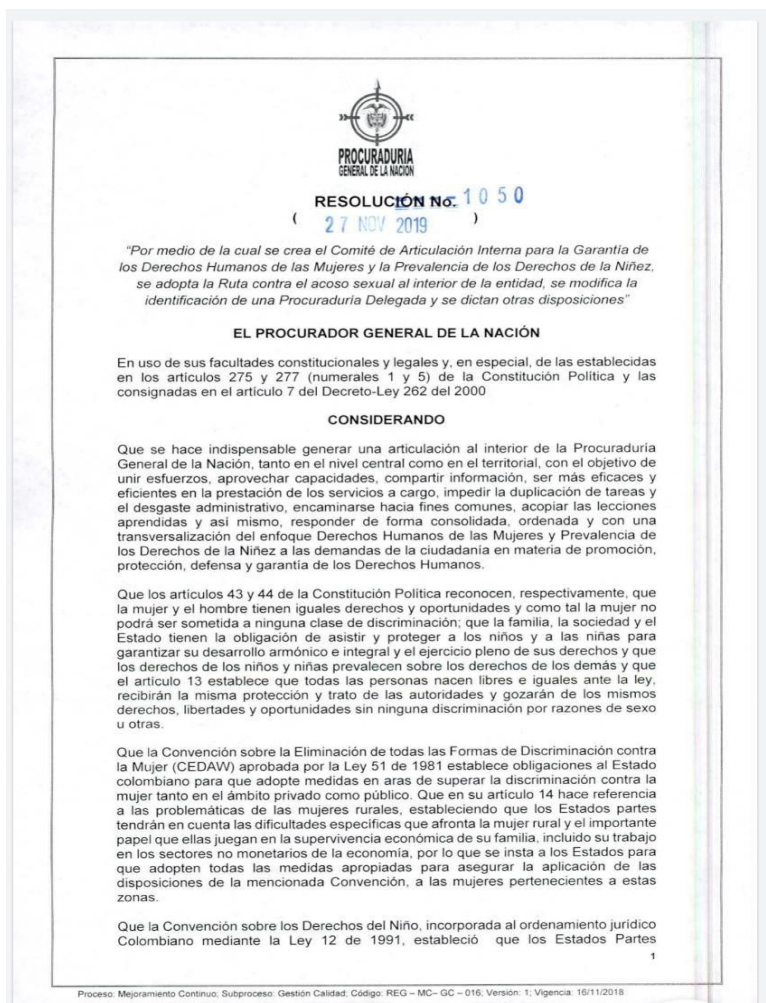 PROCURADURIA
GENERAL DE LA NACION
RESOLUCIÓN No. 1050
( 27 NOV 2019 )
"Por medio de la cual se crea el Comité de Articulación Interna para la Garantía de
los Derechos Humanos de las Mujeres y la Prevalencia de los Derechos de la Niñez,
se adopta la Ruta contra el acoso sexual al interior de la entidad, se modifica la
identificación de una Procuraduría Delegada y se dictan otras disposiciones"
EL PROCURADOR GENERAL DE LA NACIÓN
En uso de sus facultades constitucionales y legales y, en especial, de las establecidas
en los artículos 275 y 277 (numerales 1 y 5) de la Constitución Política y las
consignadas en el artículo 7 del Decreto-Ley 262 del 2000
CONSIDERANDO
Que se hace indispensable generar una articulación al interior de la Procuraduría
General de la Nación, tanto en el nivel central como en el territorial, con el objetivo de
unir esfuerzos, aprovechar capacidades, compartir información, ser más eficaces y
eficientes en la prestación de los servicios a cargo, impedir la duplicación de tareas y
el desgaste administrativo, encaminarse hacia fines comunes, acopiar las lecciones
aprendidas y así mismo, responder de forma consolidada, ordenada y con una
transversalización del enfoque Derechos Humanos de las Mujeres y Prevalencia de
los Derechos de la Niñez a las demandas de la ciudadanía en materia de promoción,
protección, defensa y garantía de los Derechos Humanos.
Que los artículos 43 y 44 de la Constitución Política reconocen, respectivamente, que
la mujer y el hombre tienen iguales derechos y oportunidades y como tal la mujer no
podrá ser sometida a ninguna clase de discriminación; que la familia, la sociedad y el
Estado tienen la obligación de asistir y proteger a los niños y a las niñas para
garantizar su desarrollo armónico e integral y el ejercicio pleno de sus derechos y que
los derechos de los niños y niñas prevalecen sobre los derechos de los demás y que
el artículo 13 establece que todas las personas nacen libres e iguales ante la ley,
recibirán la misma protección y trato de las autoridades y gozarán de los mismos
derechos, libertades y oportunidades sin ninguna discriminación por razones de sexo
u otras.
Que la Convención sobre la Eliminación de todas las Formas de Discriminación contra
la Mujer (CEDAW) aprobada por la Ley 51 de 1981 establece obligaciones al Estado
colombiano para que adopte medidas en aras de superar la discriminación contra la
mujer tanto en el ámbito privado como público. Que en su artículo 14 hace referencia
a las problemáticas de las mujeres rurales, estableciendo que los Estados partes
tendrán en cuenta las dificultades específicas que afronta la mujer rural y el importante
papel que ellas juegan en la supervivencia económica de su familia, incluido su trabajo
en los sectores no monetarios de la economía, por lo que se insta a los Estados para
que adopten todas las medidas apropiadas para asegurar la aplicación de las
disposiciones de la mencionada Convención, a las mujeres pertenecientes a estas
zonas.
Que la Convención sobre los Derechos del Niño, incorporada al ordenamiento jurídico
Colombiano mediante la Ley 12 de 1991, estableció que los Estados Partes
1
Proceso: Mejoramiento Continuo; Subproceso: Gestión Calidad; Código: REG – MC– GC – 016; Versión: 1; Vigencia: 16/11/2018